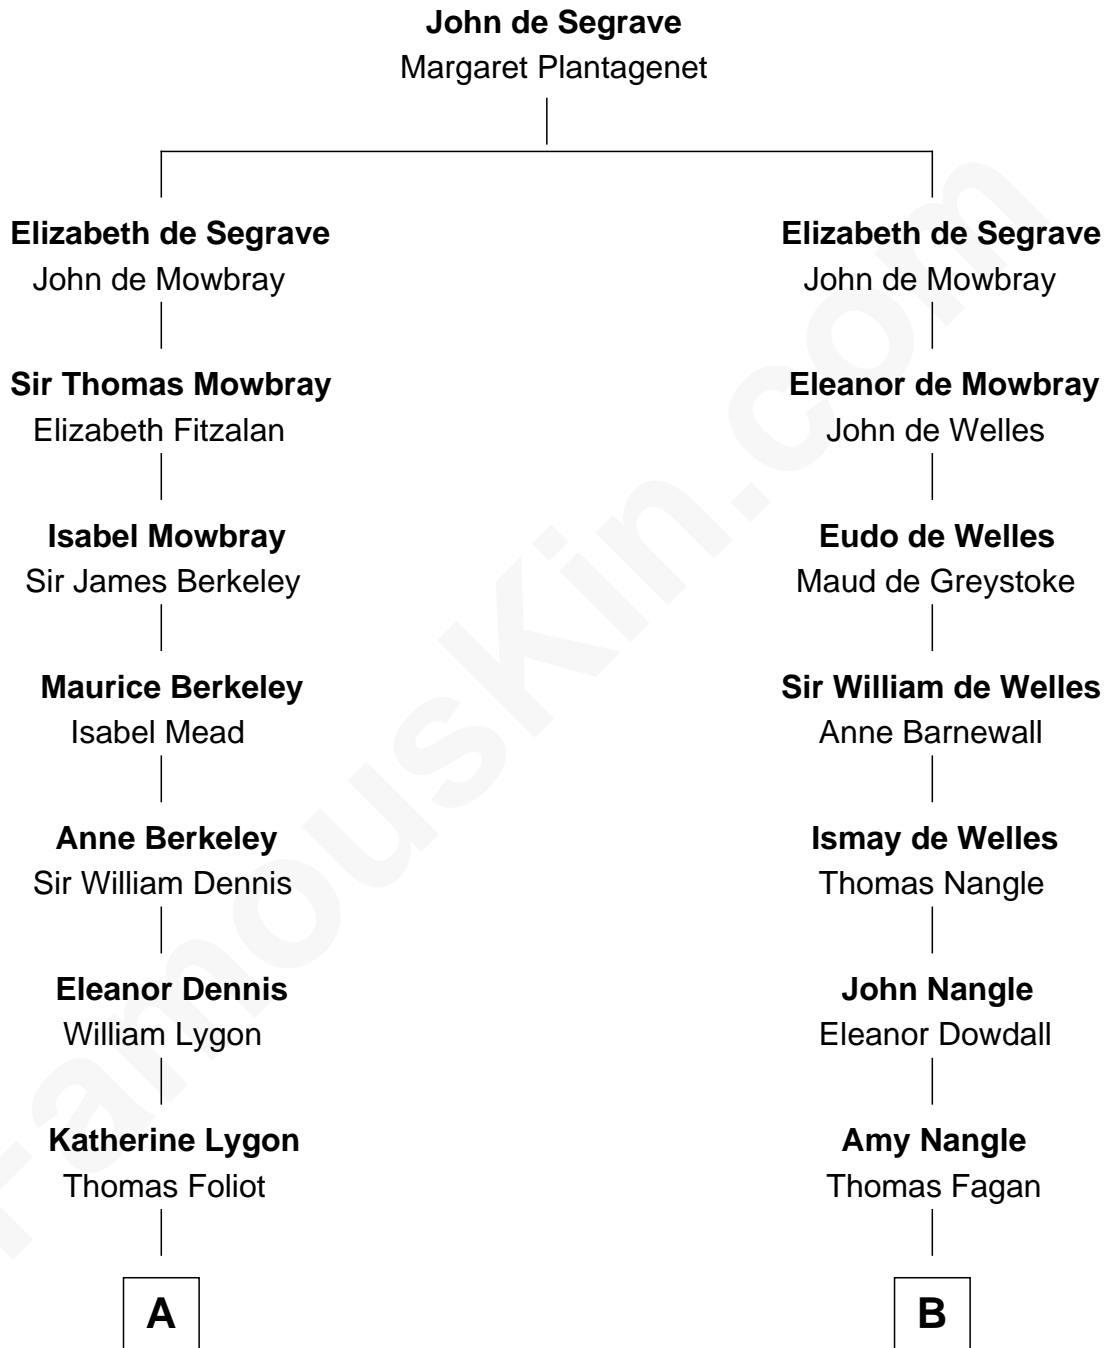 John de Segrave
Margaret Plantagenet
Elizabeth de Segrave
John de Mowbray
Sir Thomas Mowbray
Elizabeth Fitzalan
Isabel Mowbray
Sir James Berkeley
Maurice Berkeley
Isabel Mead
Anne Berkeley
Sir William Dennis
Eleanor Dennis
William Lygon
Katherine Lygon
Thomas Foliot
A
Elizabeth de Segrave
John de Mowbray
Eleanor de Mowbray
John de Welles
Eudo de Welles
Maud de Greystoke
Sir William de Welles
Anne Barnewall
Ismay de Welles
Thomas Nangle
John Nangle
Eleanor Dowdall
Amy Nangle
Thomas Fagan
B
FamousKin.com